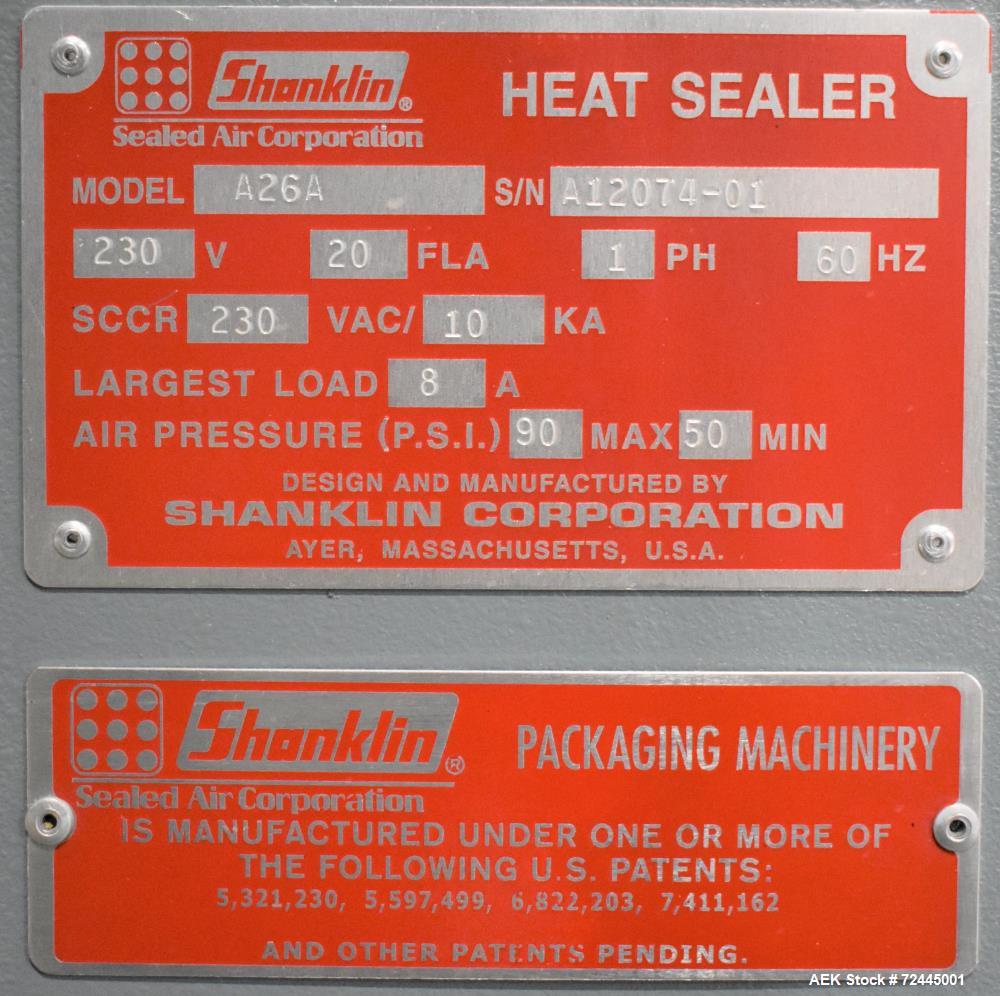 Shanklin® HEAT SEALER
Sealed Air Corporation
MODEL A26A S/N A12074-01
230 V 20 FLA 1 PH 60 HZ
SCCR 230 VAC/ 10 KA
LARGEST LOAD 8 A
AIR PRESSURE (P.S.I.) 90 MAX 50 MIN
DESIGN AND MANUFACTURED BY
SHANKLIN CORPORATION
AYER, MASSACHUSETTS, U.S.A.
Shanklin® PACKAGING MACHINERY
Sealed Air Corporation
IS MANUFACTURED UNDER ONE OR MORE OF
THE FOLLOWING U.S. PATENTS:
5,321,230, 5,597,499, 6,822,203, 7,411,162
AND OTHER PATENTS PENDING.
AEK Stock # 72445001